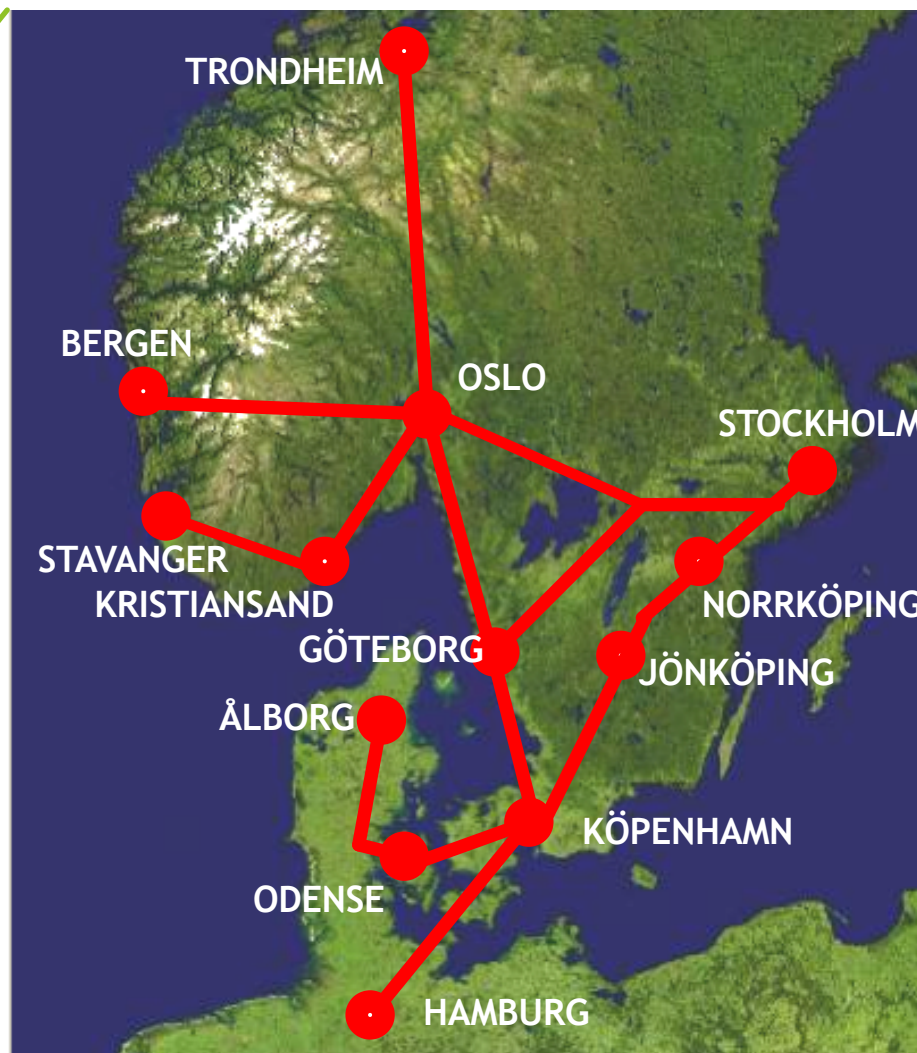 TRONDHEIM
BERGEN
OSLO
STOCKHOLM
STAVANGER
KRISTIANSAND
NORRKÖPING
GÖTEBORG
JÖNKÖPING
ÅLBORG
KÖPENHAMN
ODENSE
HAMBURG